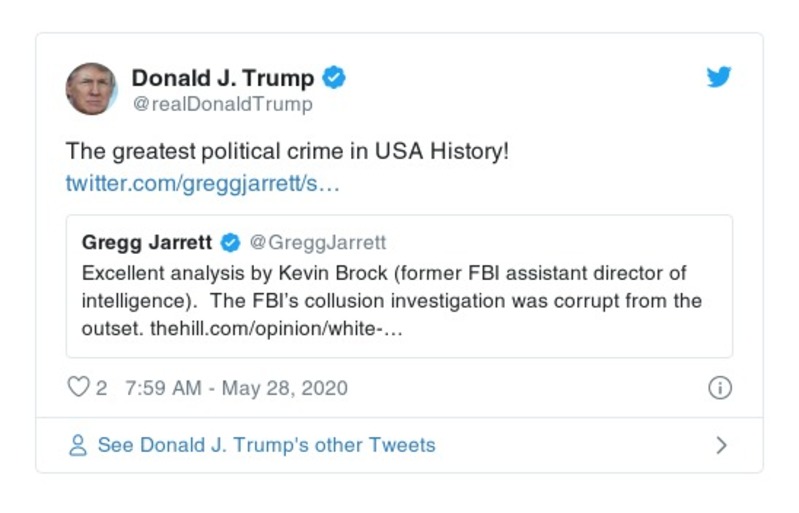 Donald J. Trump
@realDonaldTrump
The greatest political crime in USA History!
twitter.com/greggjarrett/s…
Gregg Jarrett @GreggJarrett
Excellent analysis by Kevin Brock (former FBI assistant director of
intelligence).  The FBI's collusion investigation was corrupt from the
outset. thehill.com/opinion/white-…
2 7:59 AM - May 28, 2020
See Donald J. Trump's other Tweets